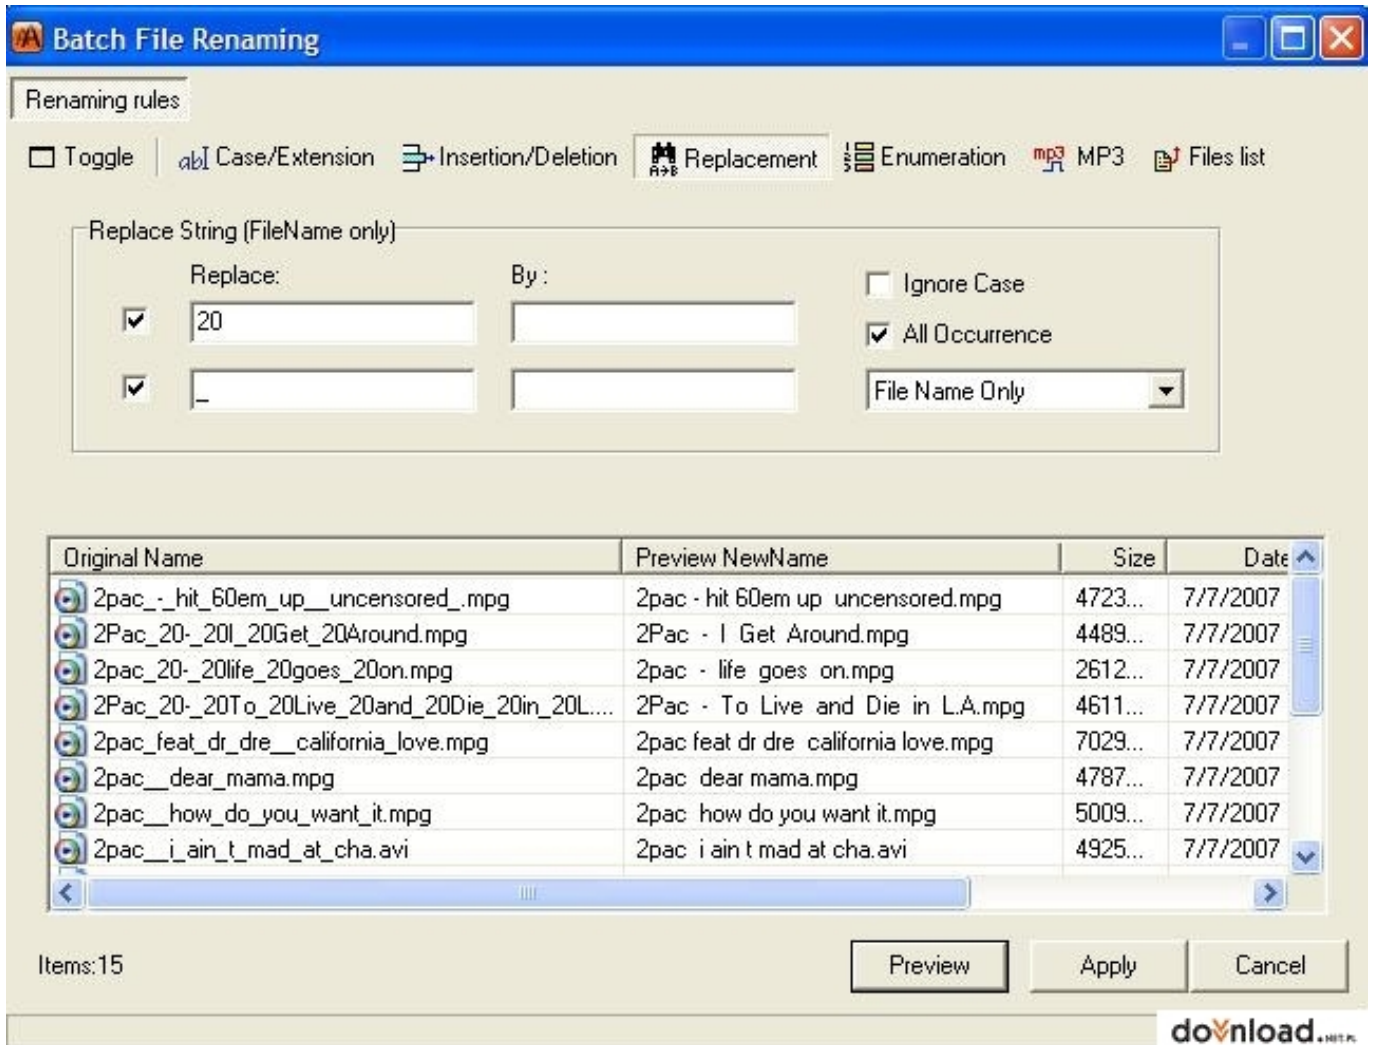 Batch File Renaming
Renaming rules
Toggle
abI Case/Extension
Insertion/Deletion
A→B Replacement
Enumeration
mp3 MP3
Files list
Replace String (FileName only)
Replace: By :
20
_
Ignore Case
All Occurrence
File Name Only
Original Name Preview NewName Size Date
2pac_-_hit_60em_up__uncensored_.mpg 2pac - hit 60em up  uncensored.mpg 4723... 7/7/2007
2Pac_20-_20I_20Get_20Around.mpg 2Pac  -  I  Get  Around.mpg 4489... 7/7/2007
2pac_20-_20life_20goes_20on.mpg 2pac  -  life  goes  on.mpg 2612... 7/7/2007
2Pac_20-_20To_20Live_20and_20Die_20in_20L.... 2Pac  -  To  Live  and  Die  in  L.A.mpg 4611... 7/7/2007
2pac_feat_dr_dre__california_love.mpg 2pac feat dr dre  california love.mpg 7029... 7/7/2007
2pac__dear_mama.mpg 2pac  dear mama.mpg 4787... 7/7/2007
2pac__how_do_you_want_it.mpg 2pac  how do you want it.mpg 5009... 7/7/2007
2pac__i_ain_t_mad_at_cha.avi 2pac  i ain t mad at cha.avi 4925... 7/7/2007
Items:15
Preview Apply Cancel
download.NET.PL